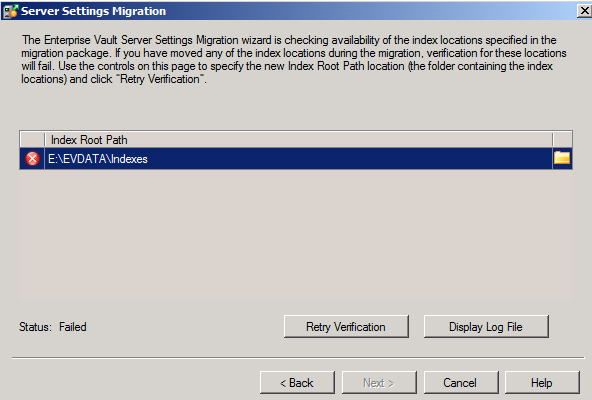 Server Settings Migration
The Enterprise Vault Server Settings Migration wizard is checking availability of the index locations specified in the
migration package. If you have moved any of the index locations during the migration, verification for these locations
will fail. Use the controls on this page to specify the new Index Root Path location (the folder containing the index
locations) and click "Retry Verification".
Index Root Path
E:\EVDATA\Indexes
Status: Failed
Retry Verification
Display Log File
< Back
Next >
Cancel
Help